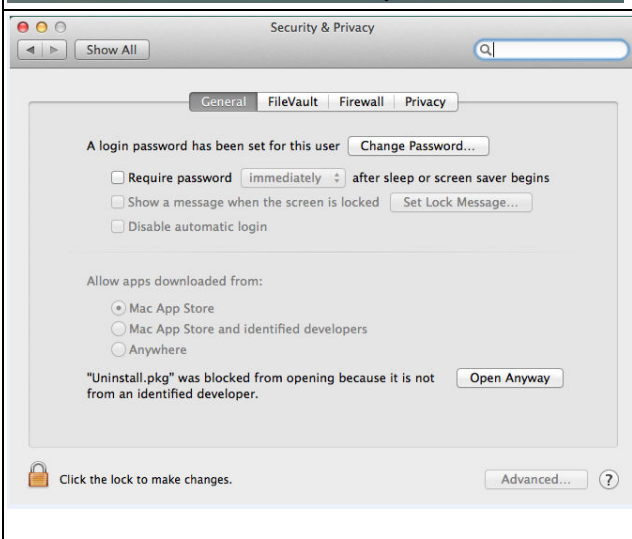 Security & Privacy
Show All
General FileVault Firewall Privacy
A login password has been set for this user Change Password...
Require password immediately after sleep or screen saver begins
Show a message when the screen is locked Set Lock Message...
Disable automatic login
Allow apps downloaded from:
Mac App Store
Mac App Store and identified developers
Anywhere
"Uninstall.pkg" was blocked from opening because it is not Open Anyway
from an identified developer.
Click the lock to make changes. Advanced... ?